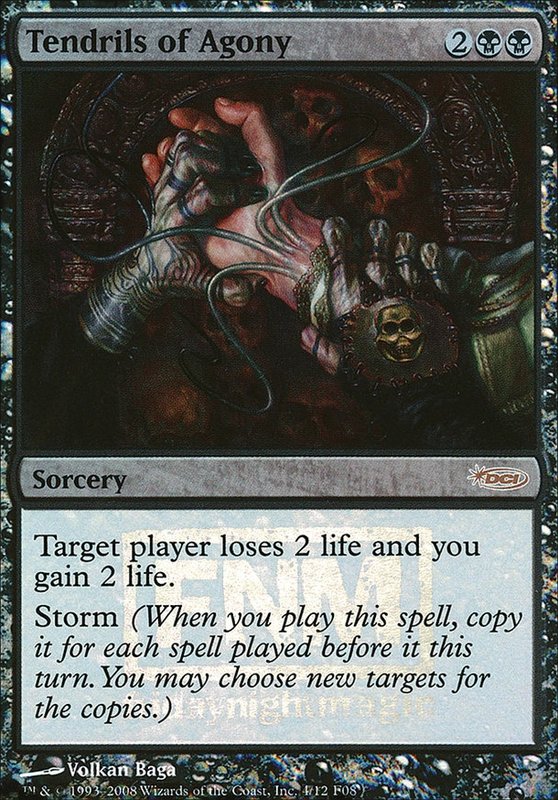 Tendrils of Agony 2
Sorcery DCI
Target player loses 2 life and you
gain 2 life.
Storm (When you play this spell, copy
it for each spell played before it this
turn. You may choose new targets for
the copies.)
FNM
Volkan Baga
™ & © 1993-2008 Wizards of the Coast, Inc. 4/12 F08